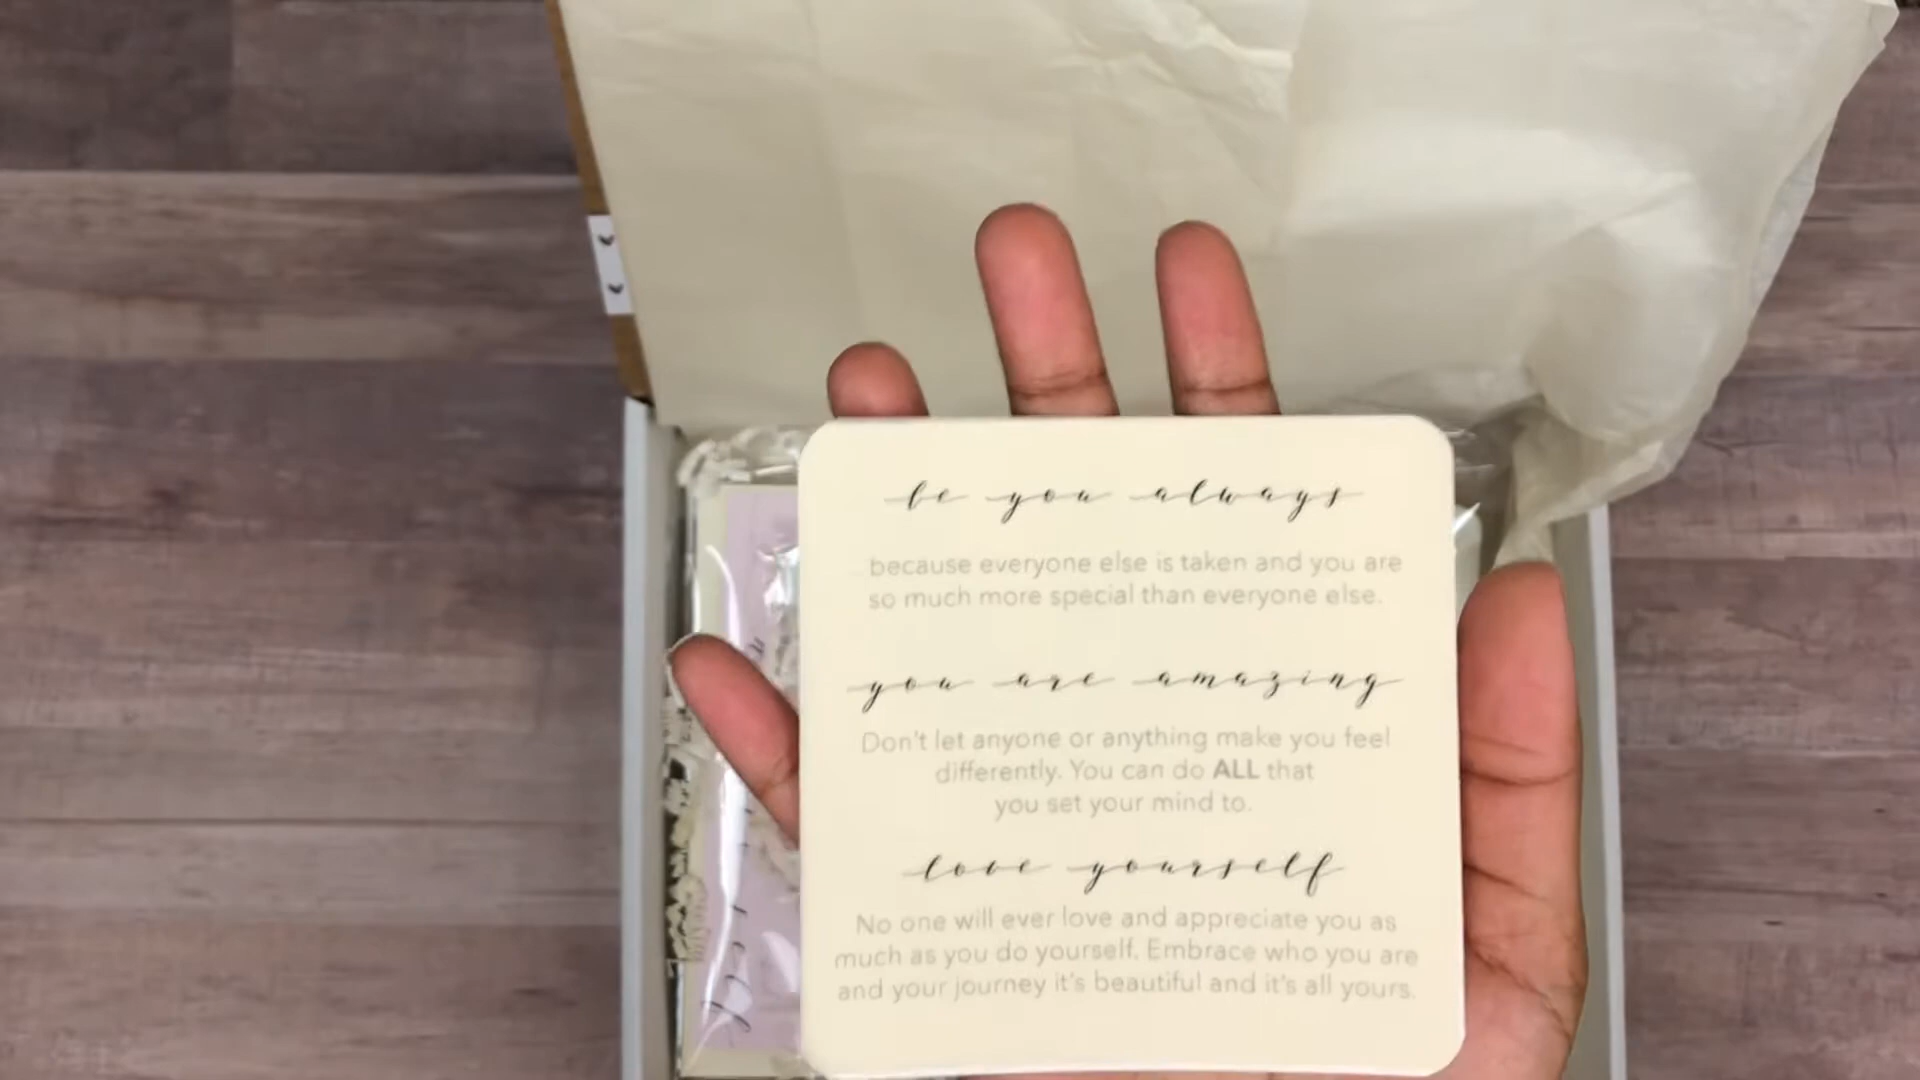 be you always
because everyone else is taken and you are
so much more special than everyone else.
you are amazing
Don't let anyone or anything make you feel
differently. You can do ALL that
you set your mind to.
love yourself
No one will ever love and appreciate you as
much as you do yourself. Embrace who you are
and your journey it's beautiful and it's all yours.